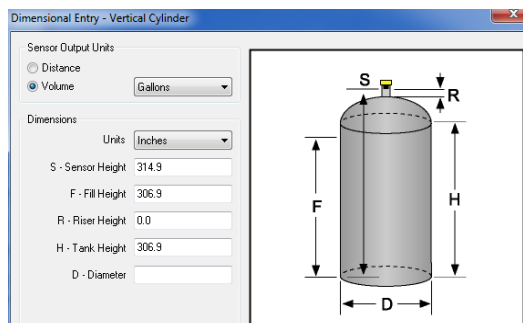 Dimensional Entry - Vertical Cylinder
Sensor Output Units
Distance
Volume Gallons
Dimensions
Units Inches
S - Sensor Height 314.9
F - Fill Height 306.9
R - Riser Height 0.0
H - Tank Height 306.9
D - Diameter
S
R
F
H
D